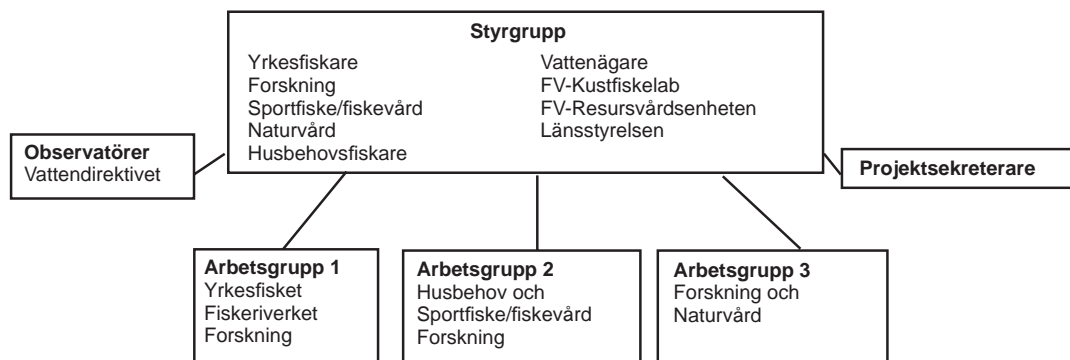 Styrgrupp
Yrkesfiskare
Forskning
Sportfiske/fiskevård
Naturvård
Husbehovsfiskare
Vattenägare
FV-Kustfiskelab
FV-Resursvårdsenheten
Länsstyrelsen
Observatörer
Vattendirektivet
Projektsekreterare
Arbetsgrupp 1
Yrkesfisket
Fiskeriverket
Forskning
Arbetsgrupp 2
Husbehov och
Sportfiske/fiskevård
Forskning
Arbetsgrupp 3
Forskning och
Naturvård